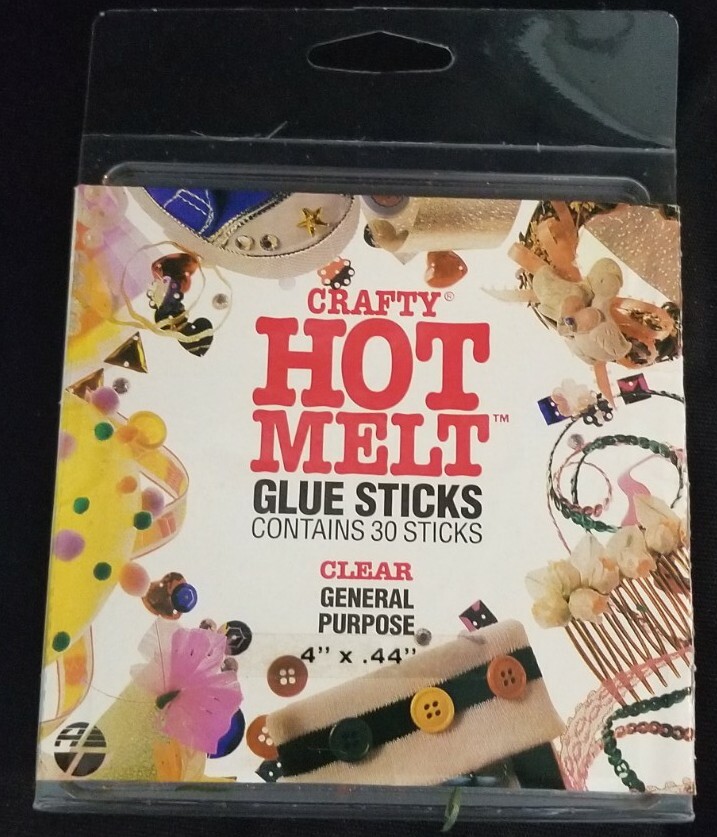 CRAFTY®
HOT
MELT™
GLUE STICKS
CONTAINS 30 STICKS
CLEAR
GENERAL
PURPOSE
4" x .44"